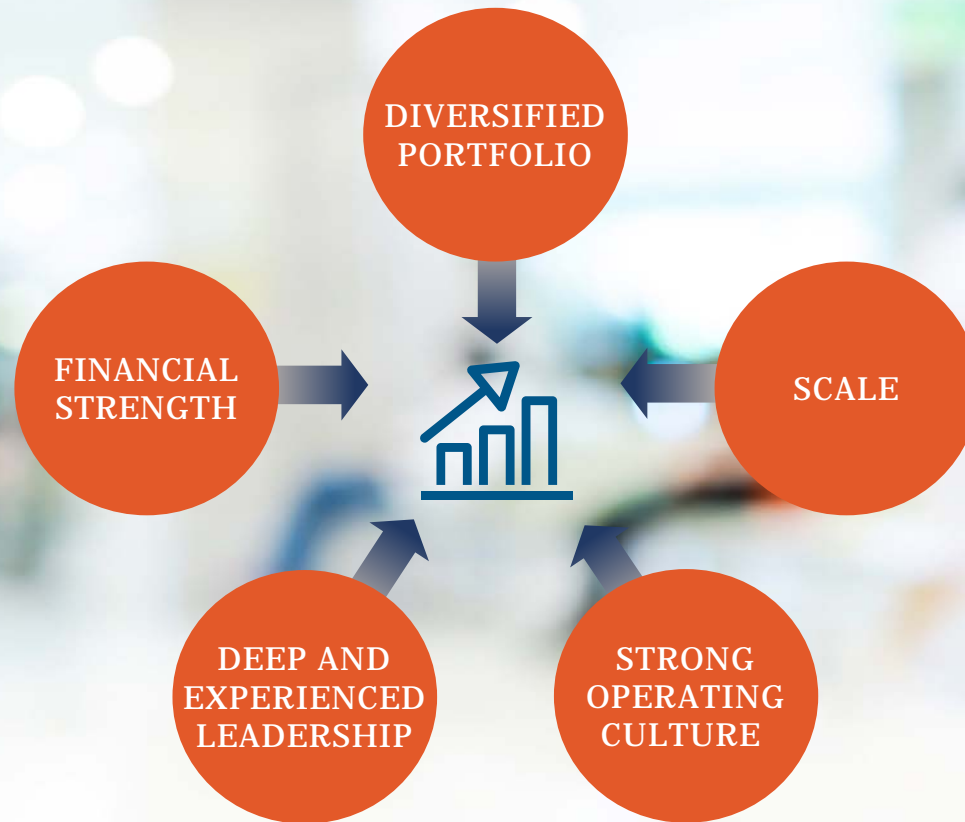 DIVERSIFIED
PORTFOLIO
FINANCIAL
STRENGTH
SCALE
DEEP AND
EXPERIENCED
LEADERSHIP
STRONG
OPERATING
CULTURE